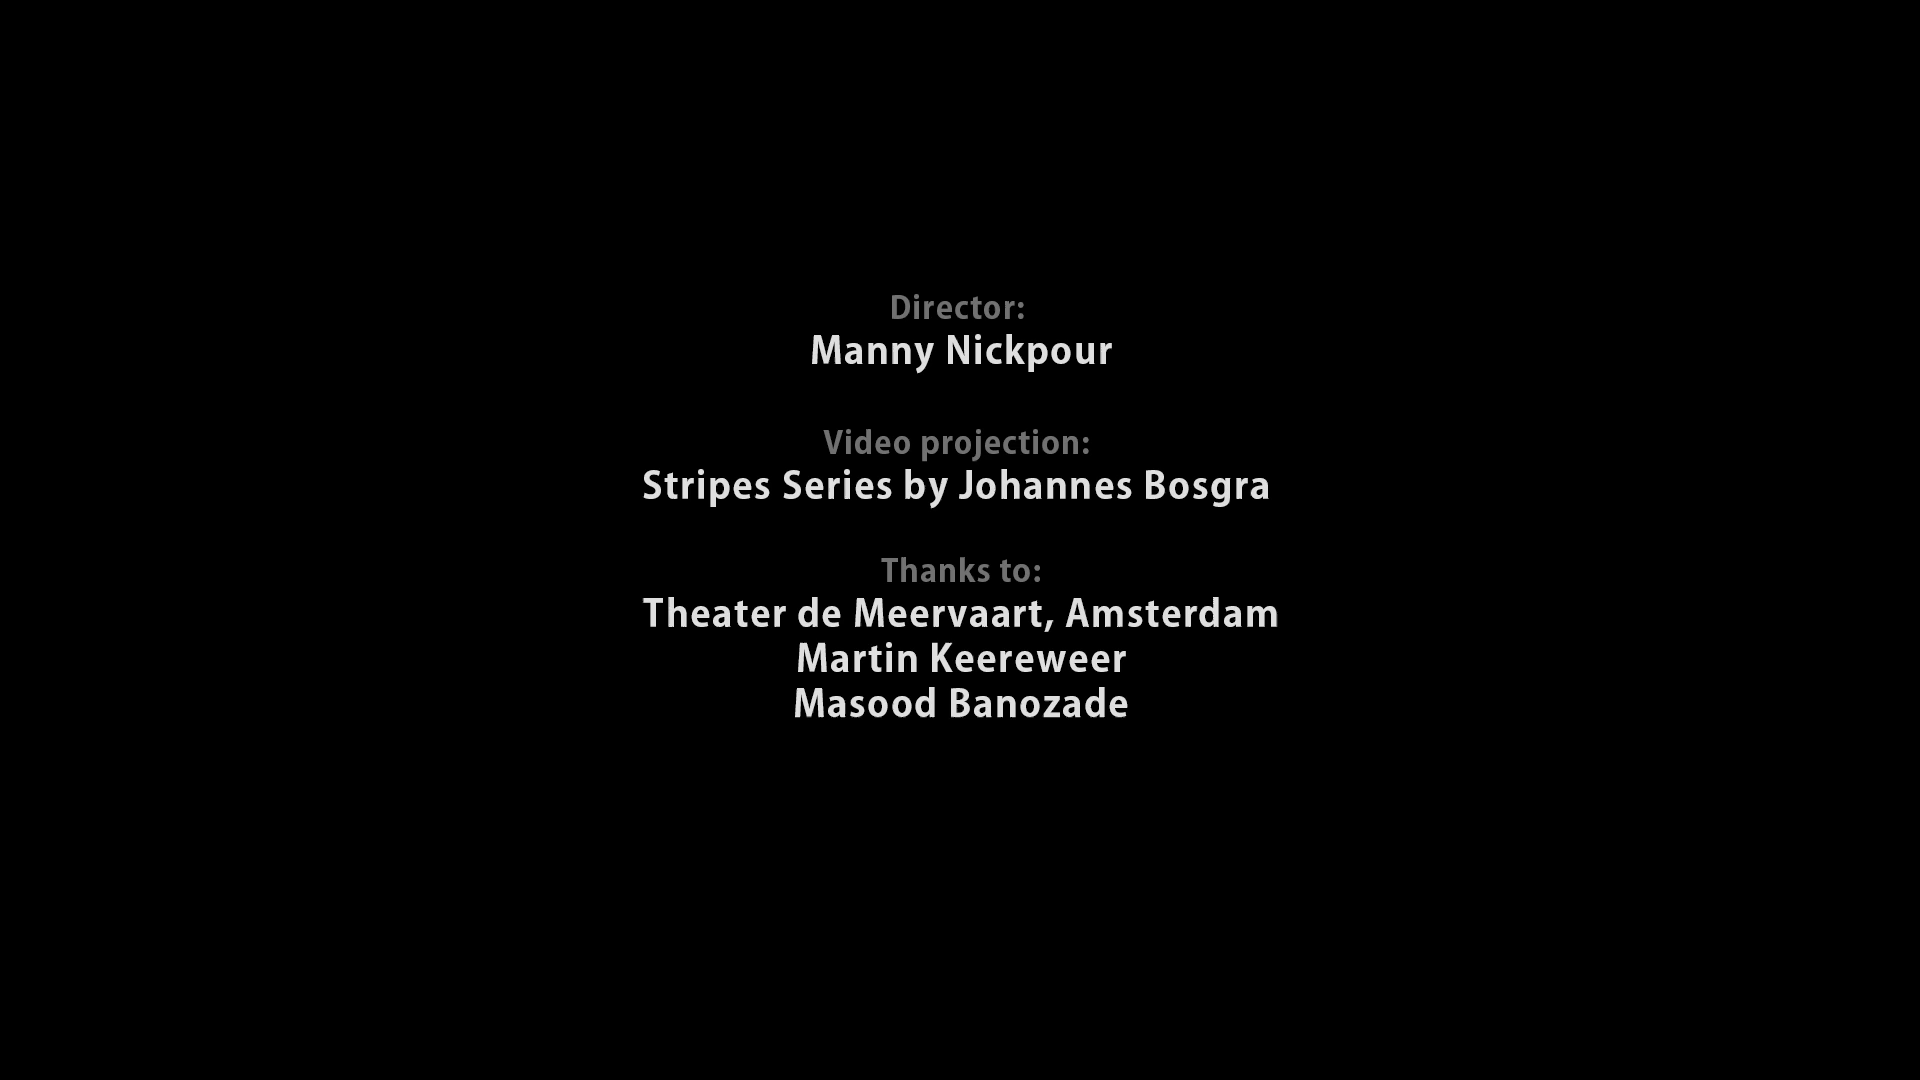 Director:
Manny Nickpour
Video projection:
Stripes Series by Johannes Bosgra
Thanks to:
Theater de Meervaart, Amsterdam
Martin Keereweer
Masood Banozade